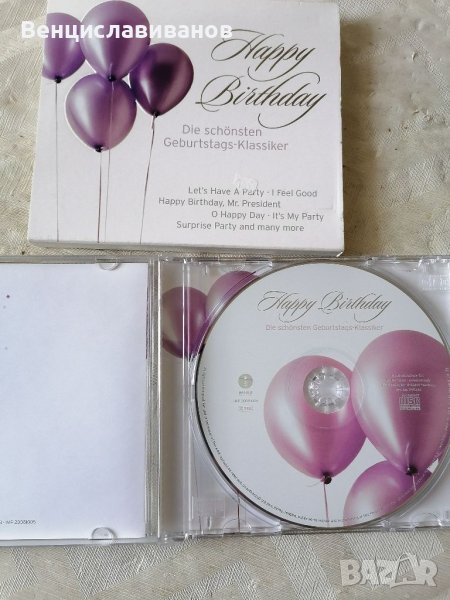 Венциславиванов
Happy
Birthday
Die schönsten
Geburtstags-Klassiker
Let's Have A Party · I Feel Good
Happy Birthday, Mr. President
O Happy Day · It's My Party
Surprise Party and many more
Happy Birthday
Die schönsten Geburtstags-Klassiker
BAZAR